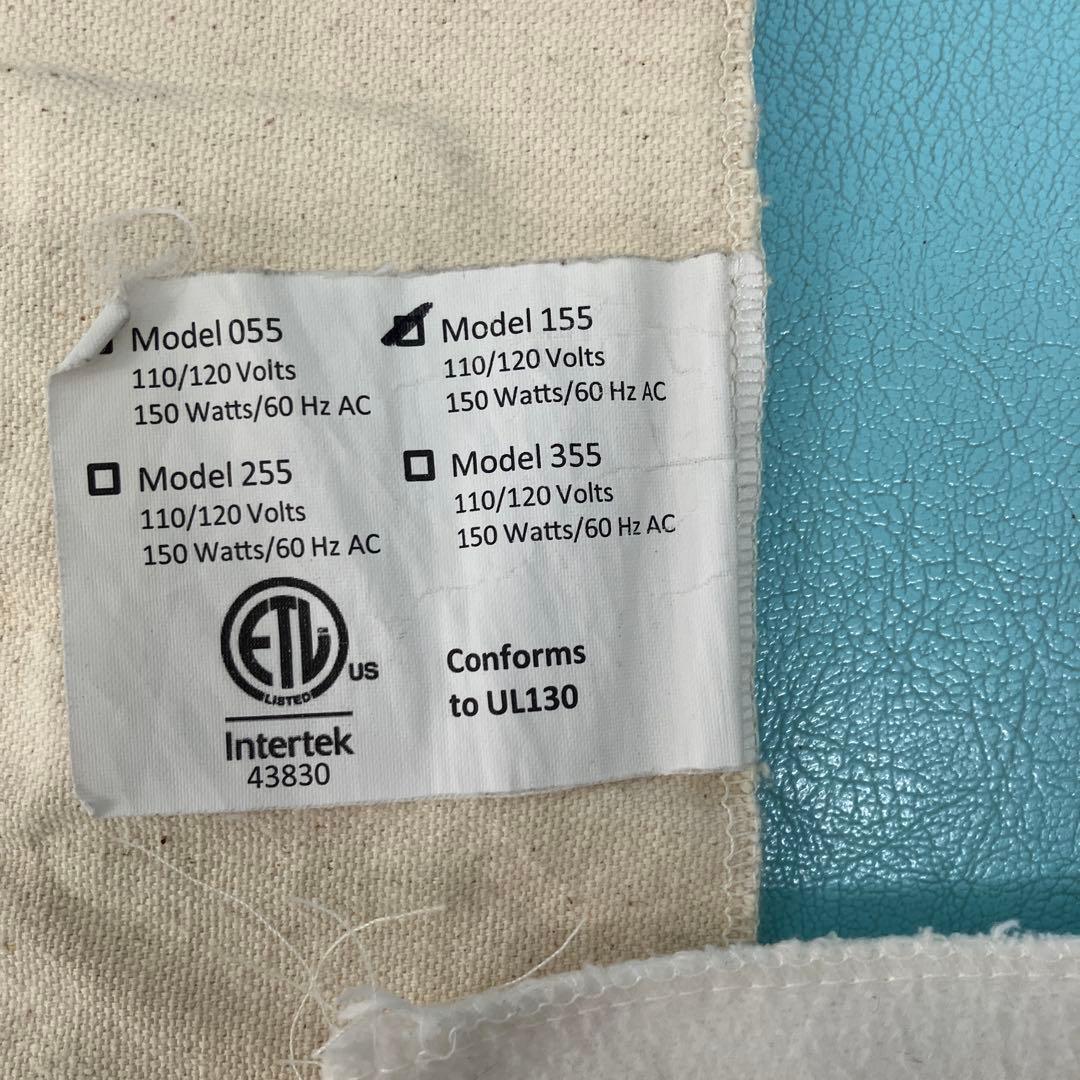 Model 055
110/120 Volts
150 Watts/60 Hz AC
Model 155
110/120 Volts
150 Watts/60 Hz AC
Model 255
110/120 Volts
150 Watts/60 Hz AC
Model 355
110/120 Volts
150 Watts/60 Hz AC
ETL
LISTED
US
Intertek
43830
Conforms
to UL130